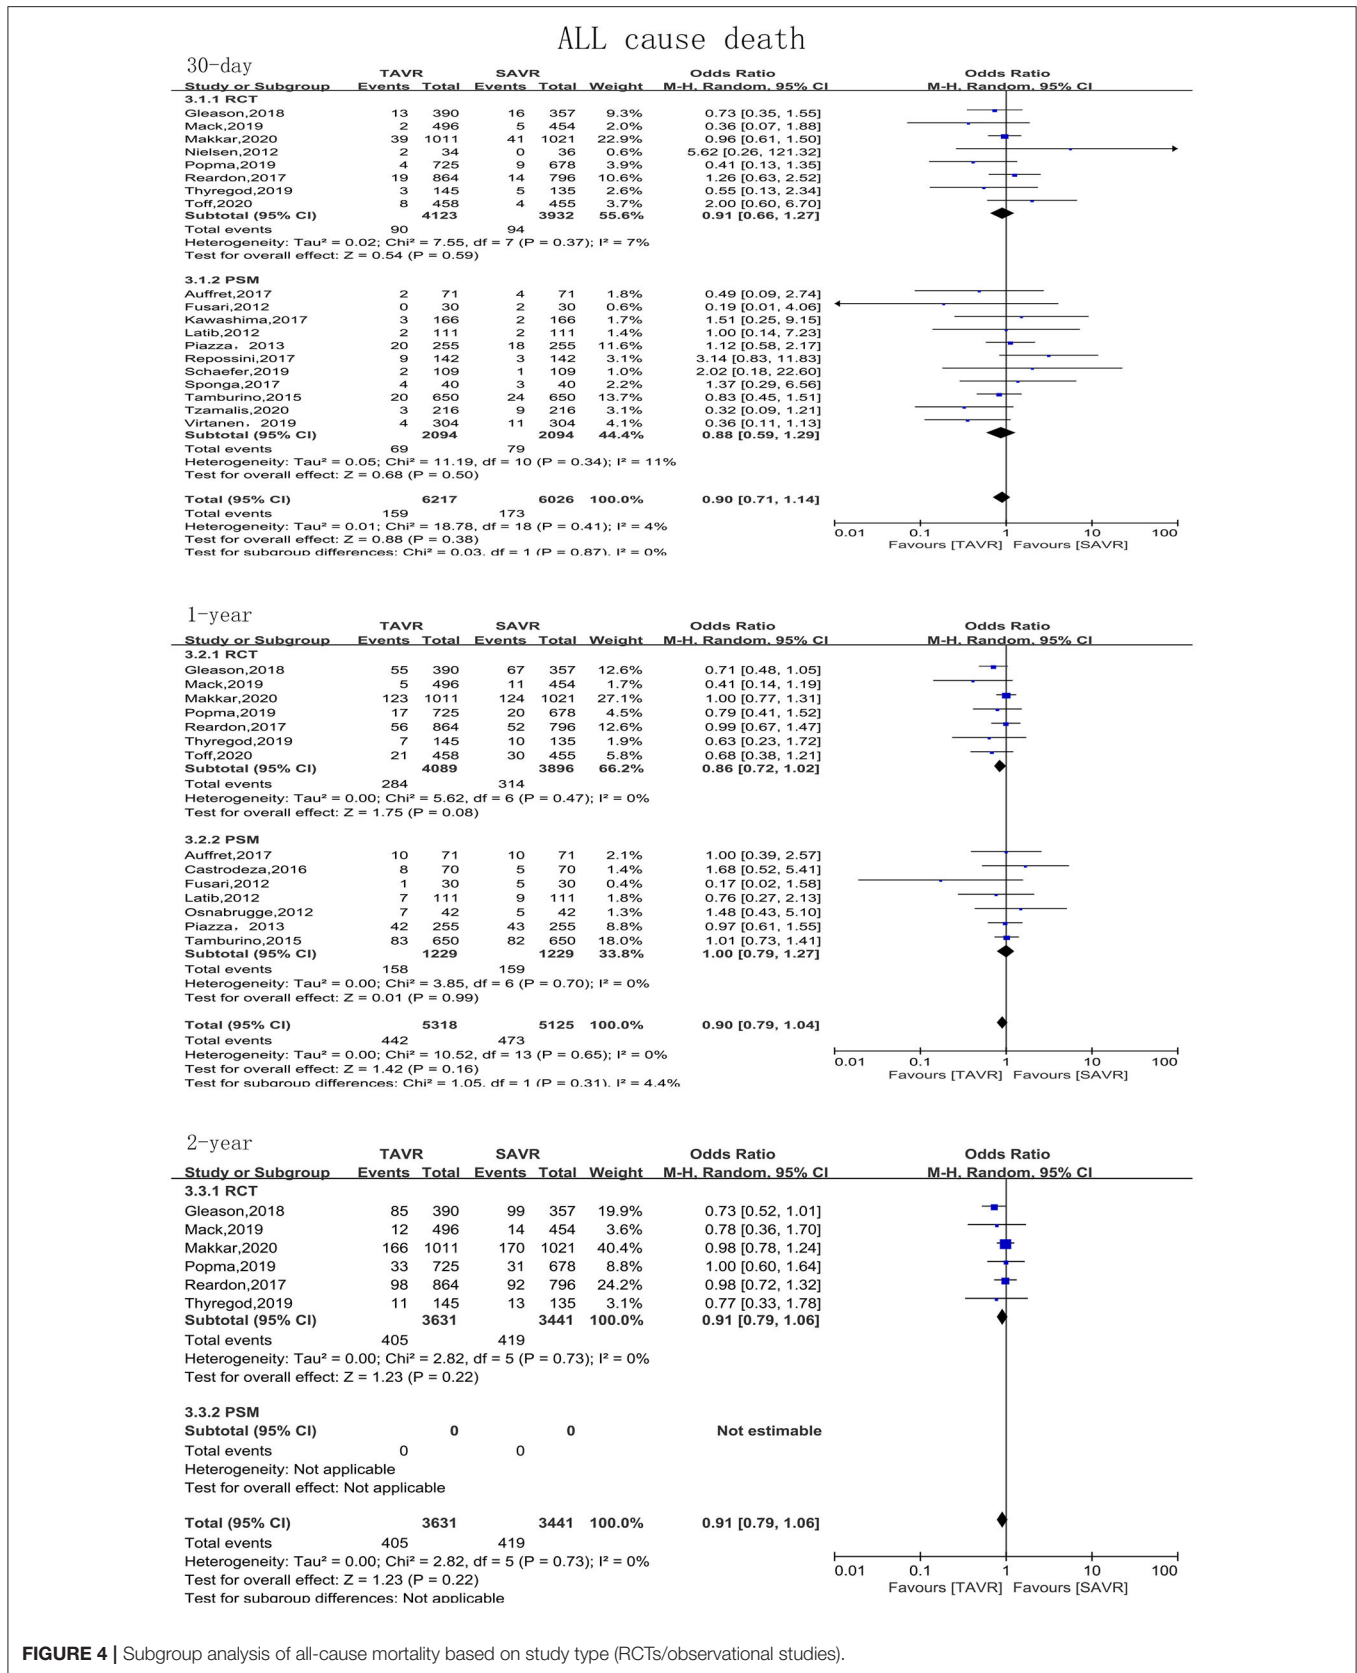 ALL cause death
30-day
TAVR SAVR Odds Ratio Odds Ratio
Study or Subgroup Events Total Events Total Weight M-H, Random, 95% CI M-H, Random, 95% CI
3.1.1 RCT
Gleason,2018 13 390 16 357 9.3% 0.73 [0.35, 1.55]
Mack,2019 2 496 5 454 2.0% 0.36 [0.07, 1.88]
Makkar,2020 39 1011 41 1021 22.9% 0.96 [0.61, 1.50]
Nielsen,2012 2 34 0 36 0.6% 5.62 [0.26, 121.32]
Popma,2019 4 725 9 678 3.9% 0.41 [0.13, 1.35]
Reardon,2017 19 864 14 796 10.6% 1.26 [0.63, 2.52]
Thyregod,2019 3 145 5 135 2.6% 0.55 [0.13, 2.34]
Toff,2020 8 458 4 455 3.7% 2.00 [0.60, 6.70]
Subtotal (95% CI) 4123 3932 55.6% 0.91 [0.66, 1.27]
Total events 90 94
Heterogeneity: Tau² = 0.02; Chi² = 7.55, df = 7 (P = 0.37); I² = 7%
Test for overall effect: Z = 0.54 (P = 0.59)
3.1.2 PSM
Auffret,2017 2 71 4 71 1.8% 0.49 [0.09, 2.74]
Fusari,2012 0 30 2 30 0.6% 0.19 [0.01, 4.06]
Kawashima,2017 3 166 2 166 1.7% 1.51 [0.25, 9.15]
Latib,2012 2 111 2 111 1.4% 1.00 [0.14, 7.23]
Piazza，2013 20 255 18 255 11.6% 1.12 [0.58, 2.17]
Repossini,2017 9 142 3 142 3.1% 3.14 [0.83, 11.83]
Schaefer,2019 2 109 1 109 1.0% 2.02 [0.18, 22.60]
Sponga,2017 4 40 3 40 2.2% 1.37 [0.29, 6.56]
Tamburino,2015 20 650 24 650 13.7% 0.83 [0.45, 1.51]
Tzamalis,2020 3 216 9 216 3.1% 0.32 [0.09, 1.21]
Virtanen，2019 4 304 11 304 4.1% 0.36 [0.11, 1.13]
Subtotal (95% CI) 2094 2094 44.4% 0.88 [0.59, 1.29]
Total events 69 79
Heterogeneity: Tau² = 0.05; Chi² = 11.19, df = 10 (P = 0.34); I² = 11%
Test for overall effect: Z = 0.68 (P = 0.50)
Total (95% CI) 6217 6026 100.0% 0.90 [0.71, 1.14]
Total events 159 173
Heterogeneity: Tau² = 0.01; Chi² = 18.78, df = 18 (P = 0.41); I² = 4%
Test for overall effect: Z = 0.88 (P = 0.38)
Test for subgroup differences: Chi² = 0.03, df = 1 (P = 0.87), I² = 0%
0.01 0.1 1 10 100
Favours [TAVR] Favours [SAVR]
1-year
TAVR SAVR Odds Ratio Odds Ratio
Study or Subgroup Events Total Events Total Weight M-H, Random, 95% CI M-H, Random, 95% CI
3.2.1 RCT
Gleason,2018 55 390 67 357 12.6% 0.71 [0.48, 1.05]
Mack,2019 5 496 11 454 1.7% 0.41 [0.14, 1.19]
Makkar,2020 123 1011 124 1021 27.1% 1.00 [0.77, 1.31]
Popma,2019 17 725 20 678 4.5% 0.79 [0.41, 1.52]
Reardon,2017 56 864 52 796 12.6% 0.99 [0.67, 1.47]
Thyregod,2019 7 145 10 135 1.9% 0.63 [0.23, 1.72]
Toff,2020 21 458 30 455 5.8% 0.68 [0.38, 1.21]
Subtotal (95% CI) 4089 3896 66.2% 0.86 [0.72, 1.02]
Total events 284 314
Heterogeneity: Tau² = 0.00; Chi² = 5.62, df = 6 (P = 0.47); I² = 0%
Test for overall effect: Z = 1.75 (P = 0.08)
3.2.2 PSM
Auffret,2017 10 71 10 71 2.1% 1.00 [0.39, 2.57]
Castrodeza,2016 8 70 5 70 1.4% 1.68 [0.52, 5.41]
Fusari,2012 1 30 5 30 0.4% 0.17 [0.02, 1.58]
Latib,2012 7 111 9 111 1.8% 0.76 [0.27, 2.13]
Osnabrugge,2012 7 42 5 42 1.3% 1.48 [0.43, 5.10]
Piazza，2013 42 255 43 255 8.8% 0.97 [0.61, 1.55]
Tamburino,2015 83 650 82 650 18.0% 1.01 [0.73, 1.41]
Subtotal (95% CI) 1229 1229 33.8% 1.00 [0.79, 1.27]
Total events 158 159
Heterogeneity: Tau² = 0.00; Chi² = 3.85, df = 6 (P = 0.70); I² = 0%
Test for overall effect: Z = 0.01 (P = 0.99)
Total (95% CI) 5318 5125 100.0% 0.90 [0.79, 1.04]
Total events 442 473
Heterogeneity: Tau² = 0.00; Chi² = 10.52, df = 13 (P = 0.65); I² = 0%
Test for overall effect: Z = 1.42 (P = 0.16)
Test for subgroup differences: Chi² = 1.05, df = 1 (P = 0.31), I² = 4.4%
0.01 0.1 1 10 100
Favours [TAVR] Favours [SAVR]
2-year
TAVR SAVR Odds Ratio Odds Ratio
Study or Subgroup Events Total Events Total Weight M-H, Random, 95% CI M-H, Random, 95% CI
3.3.1 RCT
Gleason,2018 85 390 99 357 19.9% 0.73 [0.52, 1.01]
Mack,2019 12 496 14 454 3.6% 0.78 [0.36, 1.70]
Makkar,2020 166 1011 170 1021 40.4% 0.98 [0.78, 1.24]
Popma,2019 33 725 31 678 8.8% 1.00 [0.60, 1.64]
Reardon,2017 98 864 92 796 24.2% 0.98 [0.72, 1.32]
Thyregod,2019 11 145 13 135 3.1% 0.77 [0.33, 1.78]
Subtotal (95% CI) 3631 3441 100.0% 0.91 [0.79, 1.06]
Total events 405 419
Heterogeneity: Tau² = 0.00; Chi² = 2.82, df = 5 (P = 0.73); I² = 0%
Test for overall effect: Z = 1.23 (P = 0.22)
3.3.2 PSM
Subtotal (95% CI) 0 0 Not estimable
Total events 0 0
Heterogeneity: Not applicable
Test for overall effect: Not applicable
Total (95% CI) 3631 3441 100.0% 0.91 [0.79, 1.06]
Total events 405 419
Heterogeneity: Tau² = 0.00; Chi² = 2.82, df = 5 (P = 0.73); I² = 0%
Test for overall effect: Z = 1.23 (P = 0.22)
Test for subgroup differences: Not applicable
0.01 0.1 1 10 100
Favours [TAVR] Favours [SAVR]
FIGURE 4 | Subgroup analysis of all-cause mortality based on study type (RCTs/observational studies).